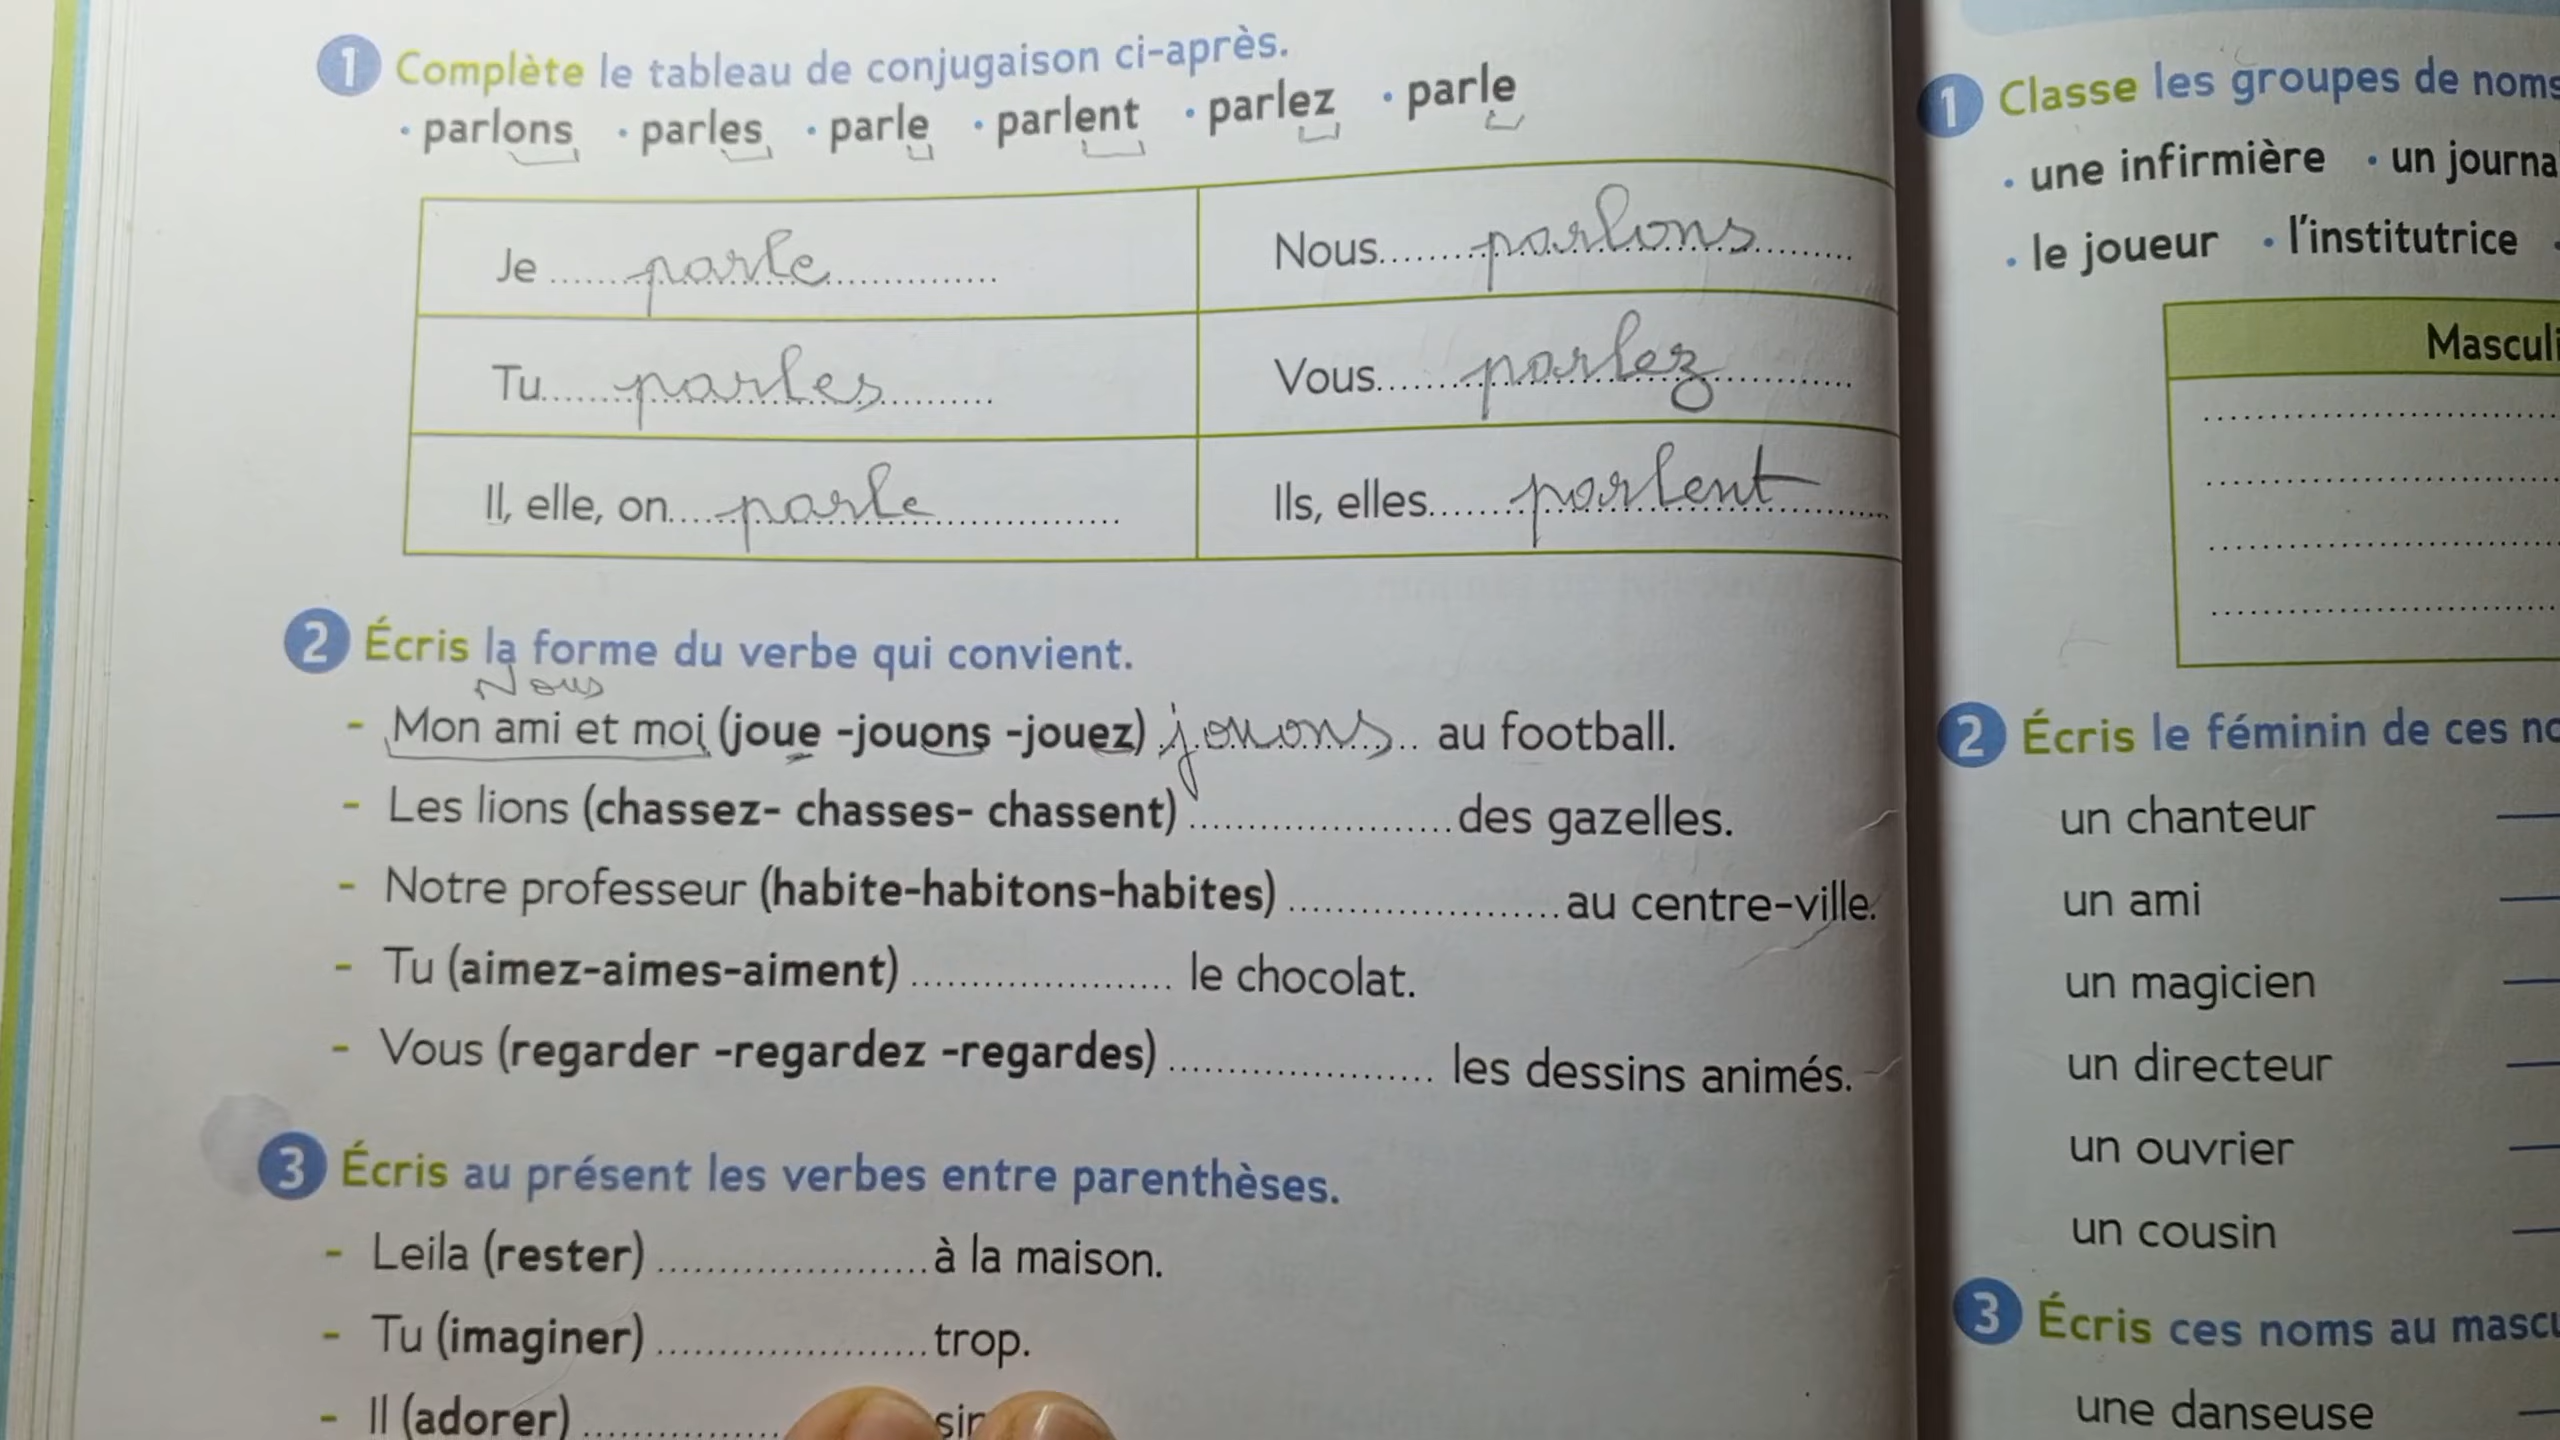 1 Complète le tableau de conjugaison ci-après.
• parlons • parles • parle • parlent • parlez • parle
Je ...... parle ............ Nous...... parlons ......
Tu...... parles ......... Vous...... parlez .........
Il, elle, on...... parle ............ Ils, elles...... parlent ......
2 Écris la forme du verbe qui convient.
Nous
- Mon ami et moi (joue -jouons -jouez) jouons au football.
- Les lions (chassez- chasses- chassent) .................... des gazelles.
- Notre professeur (habite-habitons-habites) .................... au centre-ville.
- Tu (aimez-aimes-aiment) .................... le chocolat.
- Vous (regarder -regardez -regardes) .................... les dessins animés.
3 Écris au présent les verbes entre parenthèses.
- Leila (rester) .................... à la maison.
- Tu (imaginer) .................... trop.
- Il (adorer) ...............
1 Classe les groupes de noms
• une infirmière • un journa
• le joueur • l'institutrice
Masculi
2 Écris le féminin de ces no
un chanteur
un ami
un magicien
un directeur
un ouvrier
un cousin
3 Écris ces noms au mascu
une danseuse